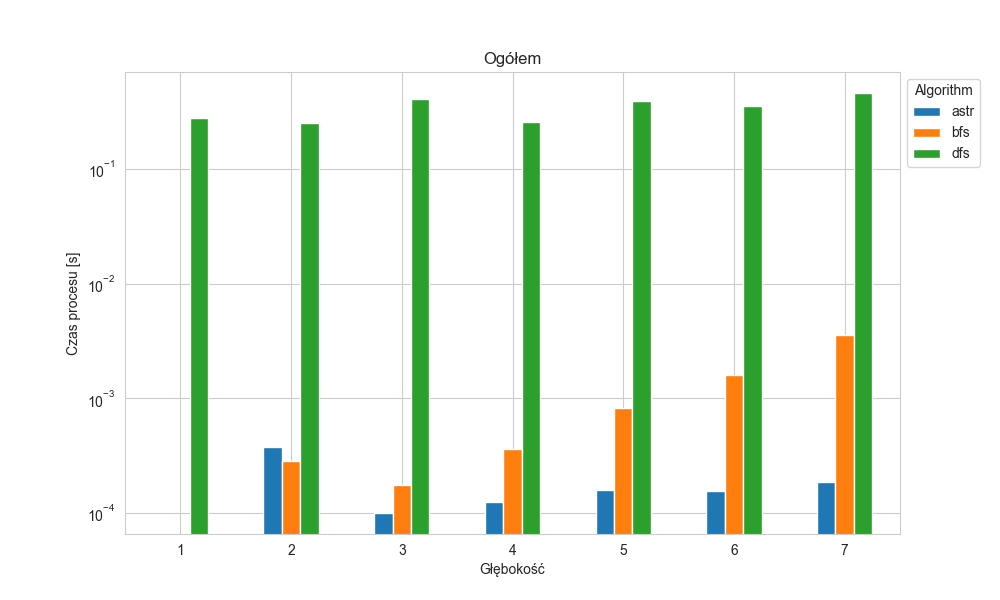 Ogółem
Algorithm
astr
bfs
dfs
Czas procesu [s]
10⁻¹
10⁻²
10⁻³
10⁻⁴
1 2 3 4 5 6 7
Głębokość